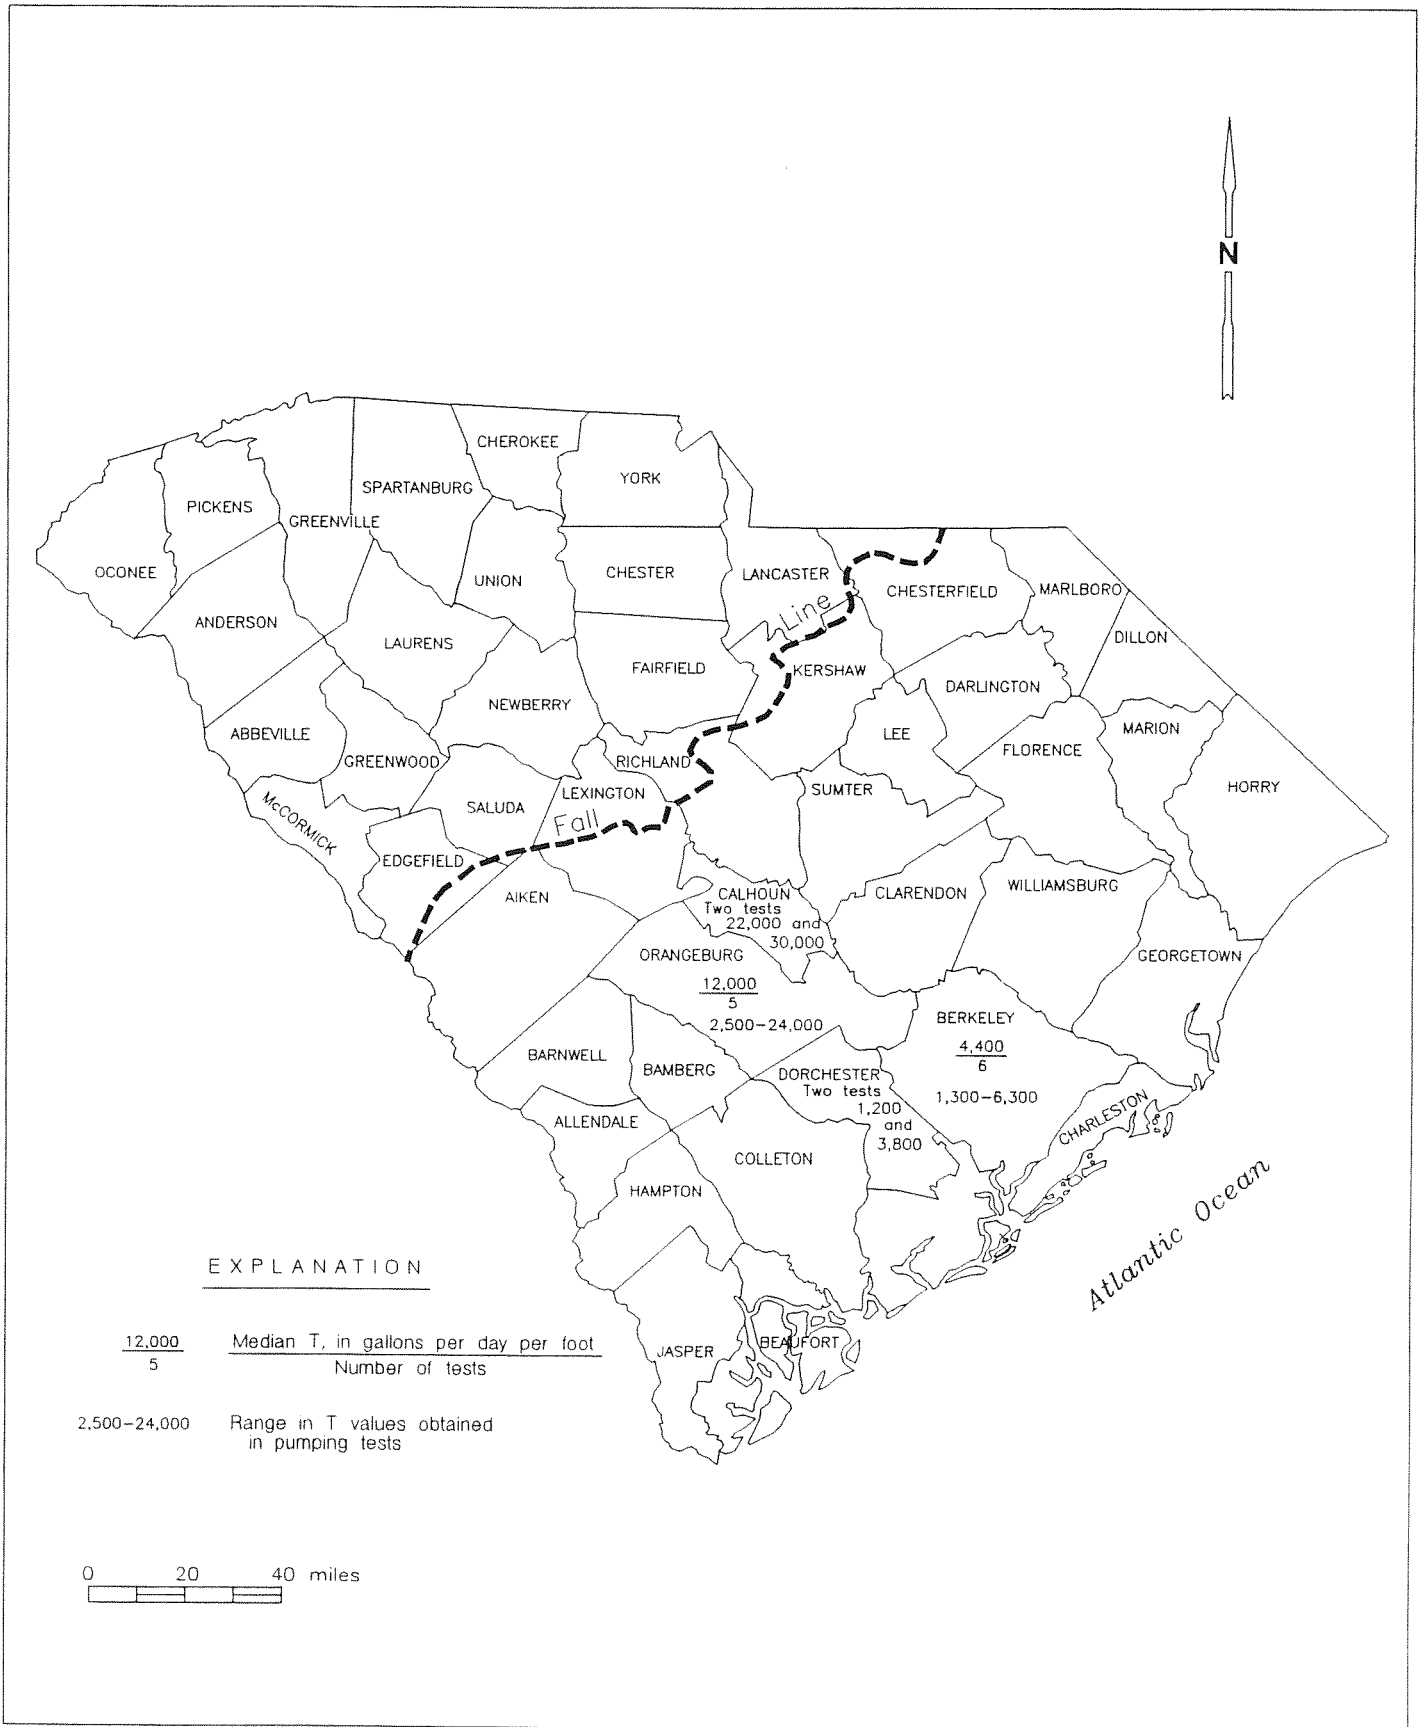 N
CHEROKEE
YORK
SPARTANBURG
PICKENS
GREENVILLE
OCONEE
UNION
CHESTER
LANCASTER
CHESTERFIELD
MARLBORO
ANDERSON
LAURENS
Line
DILLON
FAIRFIELD
KERSHAW
DARLINGTON
NEWBERRY
ABBEVILLE
GREENWOOD
RICHLAND
LEE
FLORENCE
MARION
HORRY
McCORMICK
SALUDA
LEXINGTON
SUMTER
Fall
EDGEFIELD
AIKEN
CALHOUN
Two tests
22,000 and
30,000
CLARENDON
WILLIAMSBURG
ORANGEBURG
12,000
5
2,500-24,000
GEORGETOWN
BERKELEY
4,400
6
1,300-6,300
BARNWELL
BAMBERG
DORCHESTER
Two tests
1,200
and
3,800
CHARLESTON
ALLENDALE
COLLETON
HAMPTON
Atlantic Ocean
JASPER
BEAUFORT
EXPLANATION
12,000 Median T, in gallons per day per foot
5 Number of tests
2,500-24,000 Range in T values obtained
in pumping tests
0 20 40 miles